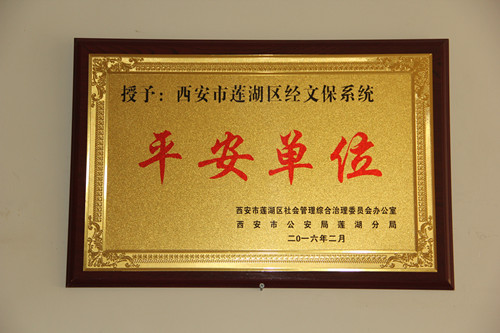 授予：西安市莲湖区经文保系统
平安单位
西安市莲湖区社会管理综合治理委员会办公室
西安市公安局莲湖分局
二〇一六年二月